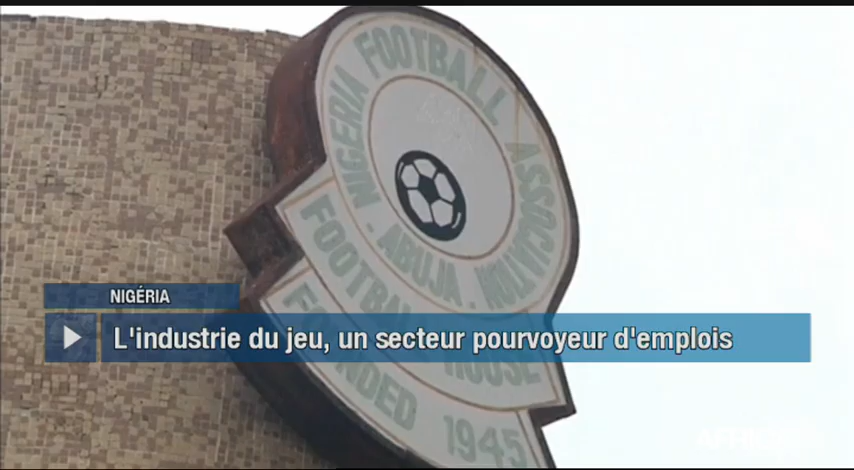 NIGERIA FOOTBALL ASSOCIATION
- ABUJA -
FOOTBALL HOUSE
FOUNDED 1945
NIGÉRIA
L'industrie du jeu, un secteur pourvoyeur d'emplois